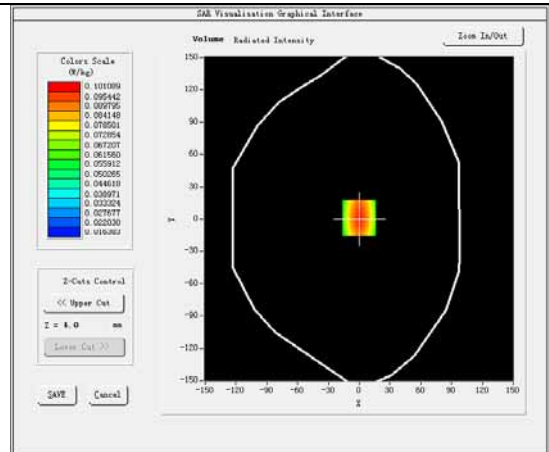 SAR Visualisation Graphical Interface
Volume Radiated Intensity
Zoom In/Out
Colors Scale
(W/kg)
0.101089
0.095442
0.089795
0.084148
0.078501
0.072854
0.067207
0.061560
0.055912
0.050265
0.044618
0.038971
0.033324
0.027677
0.022030
0.016383
150-
120-
90-
60-
30-
Y
0-
-30-
-60-
-90-
-120-
-150-
-150 -120 -90 -60 -30 0 30 60 90 120 150
X
Z-Cuts Control
<< Upper Cut
Z = 4.0 mm
Lower Cut >>
SAVE Cancel